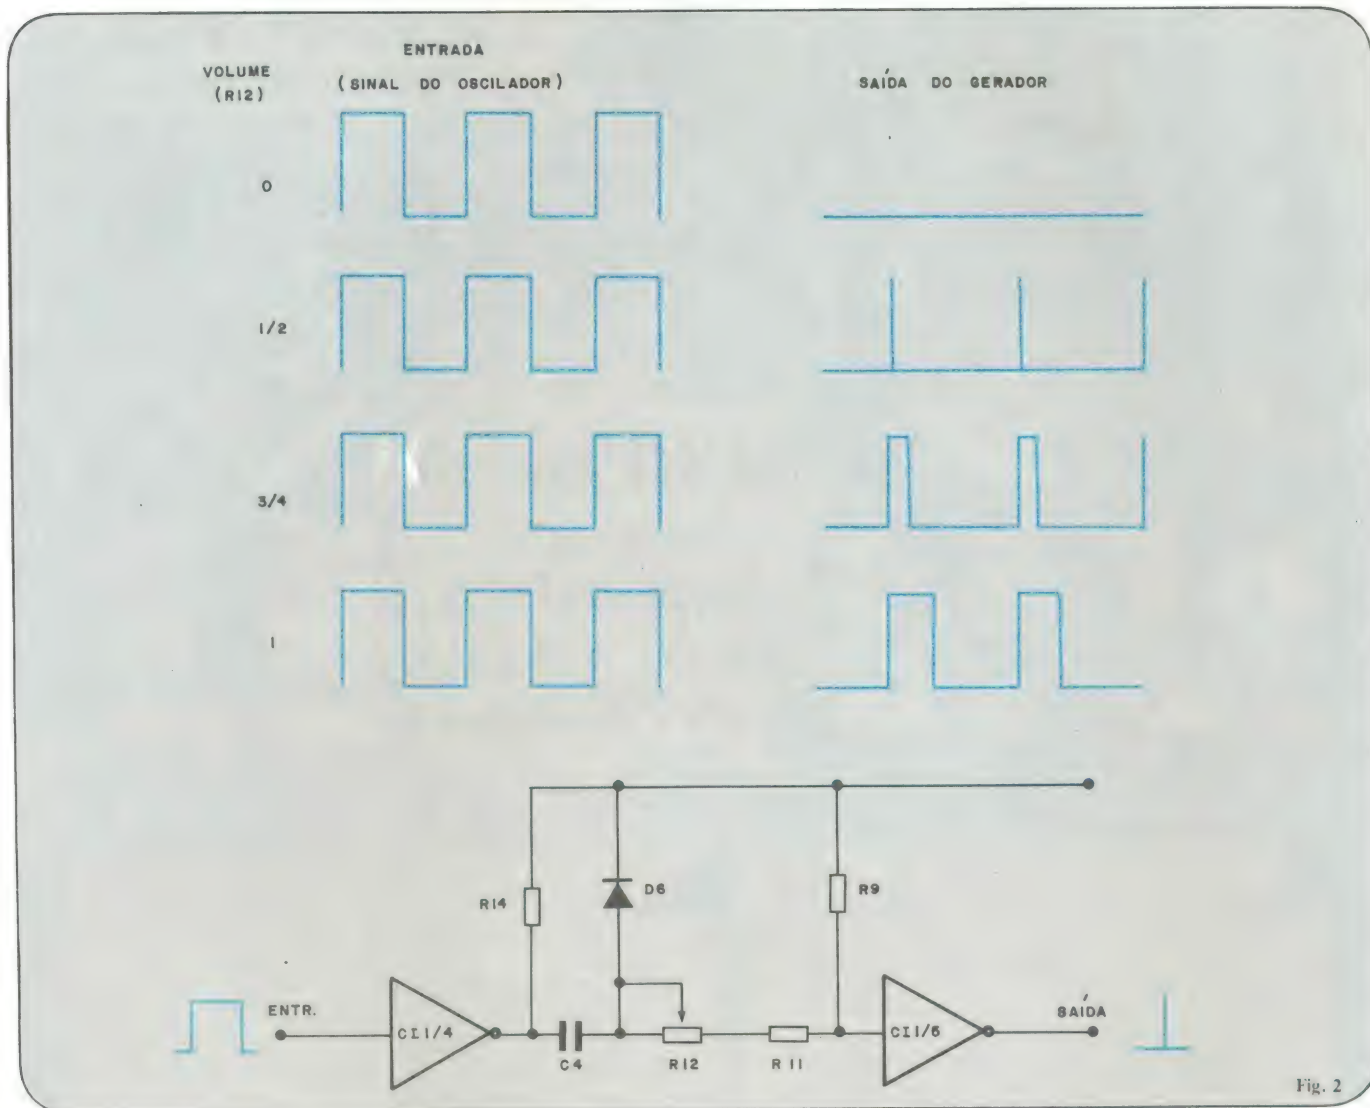 ENTRADA
VOLUME (SINAL DO OSCILADOR) SAÍDA DO GERADOR
(R12)
0
1/2
3/4
1
R14 D6 R9
ENTR. CI1/4 C4 R12 R11 CI1/6 SAÍDA
Fig. 2